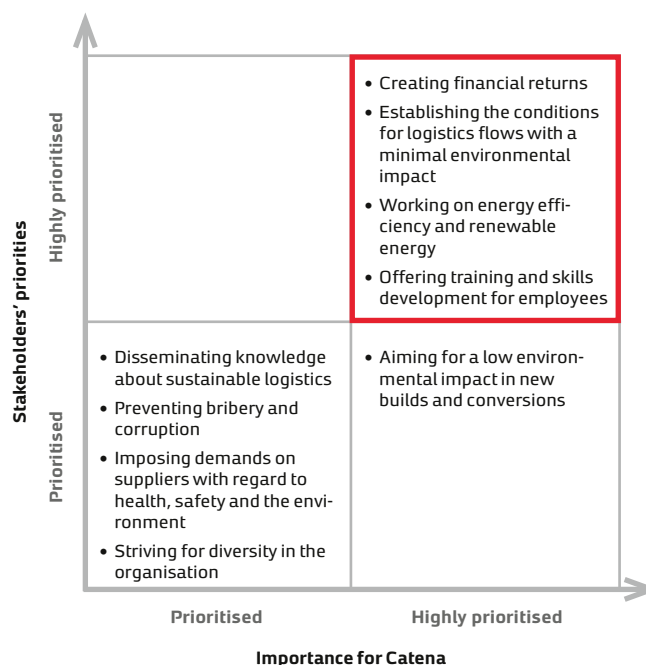 Stakeholders’ priorities
Highly prioritised
Prioritised
• Creating financial returns
• Establishing the conditions
for logistics flows with a
minimal environmental
impact
• Working on energy effi-
ciency and renewable
energy
• Offering training and skills
development for employees
• Disseminating knowledge
about sustainable logistics
• Preventing bribery and
corruption
• Imposing demands on
suppliers with regard to
health, safety and the envi-
ronment
• Striving for diversity in the
organisation
• Aiming for a low environ-
mental impact in new
builds and conversions
Prioritised
Highly prioritised
Importance for Catena